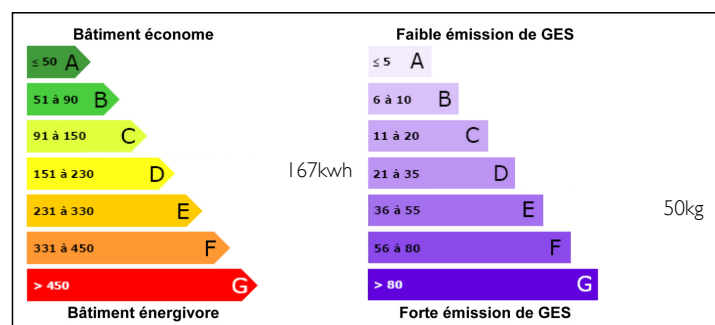 Bâtiment économe
≤ 50 A
51 à 90 B
91 à 150 C
151 à 230 D
167kwh
231 à 330 E
331 à 450 F
> 450 G
Bâtiment énergivore
Faible émission de GES
≤ 5 A
6 à 10 B
11 à 20 C
21 à 35 D
36 à 55 E
50kg
56 à 80 F
> 80 G
Forte émission de GES